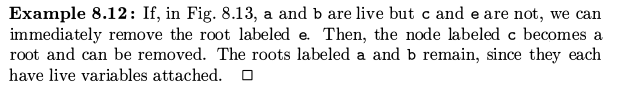 Example 8.12: If, in Fig. 8.13, a and b are live but c and e are not, we can
immediately remove the root labeled e. Then, the node labeled c becomes a
root and can be removed. The roots labeled a and b remain, since they each
have live variables attached. □